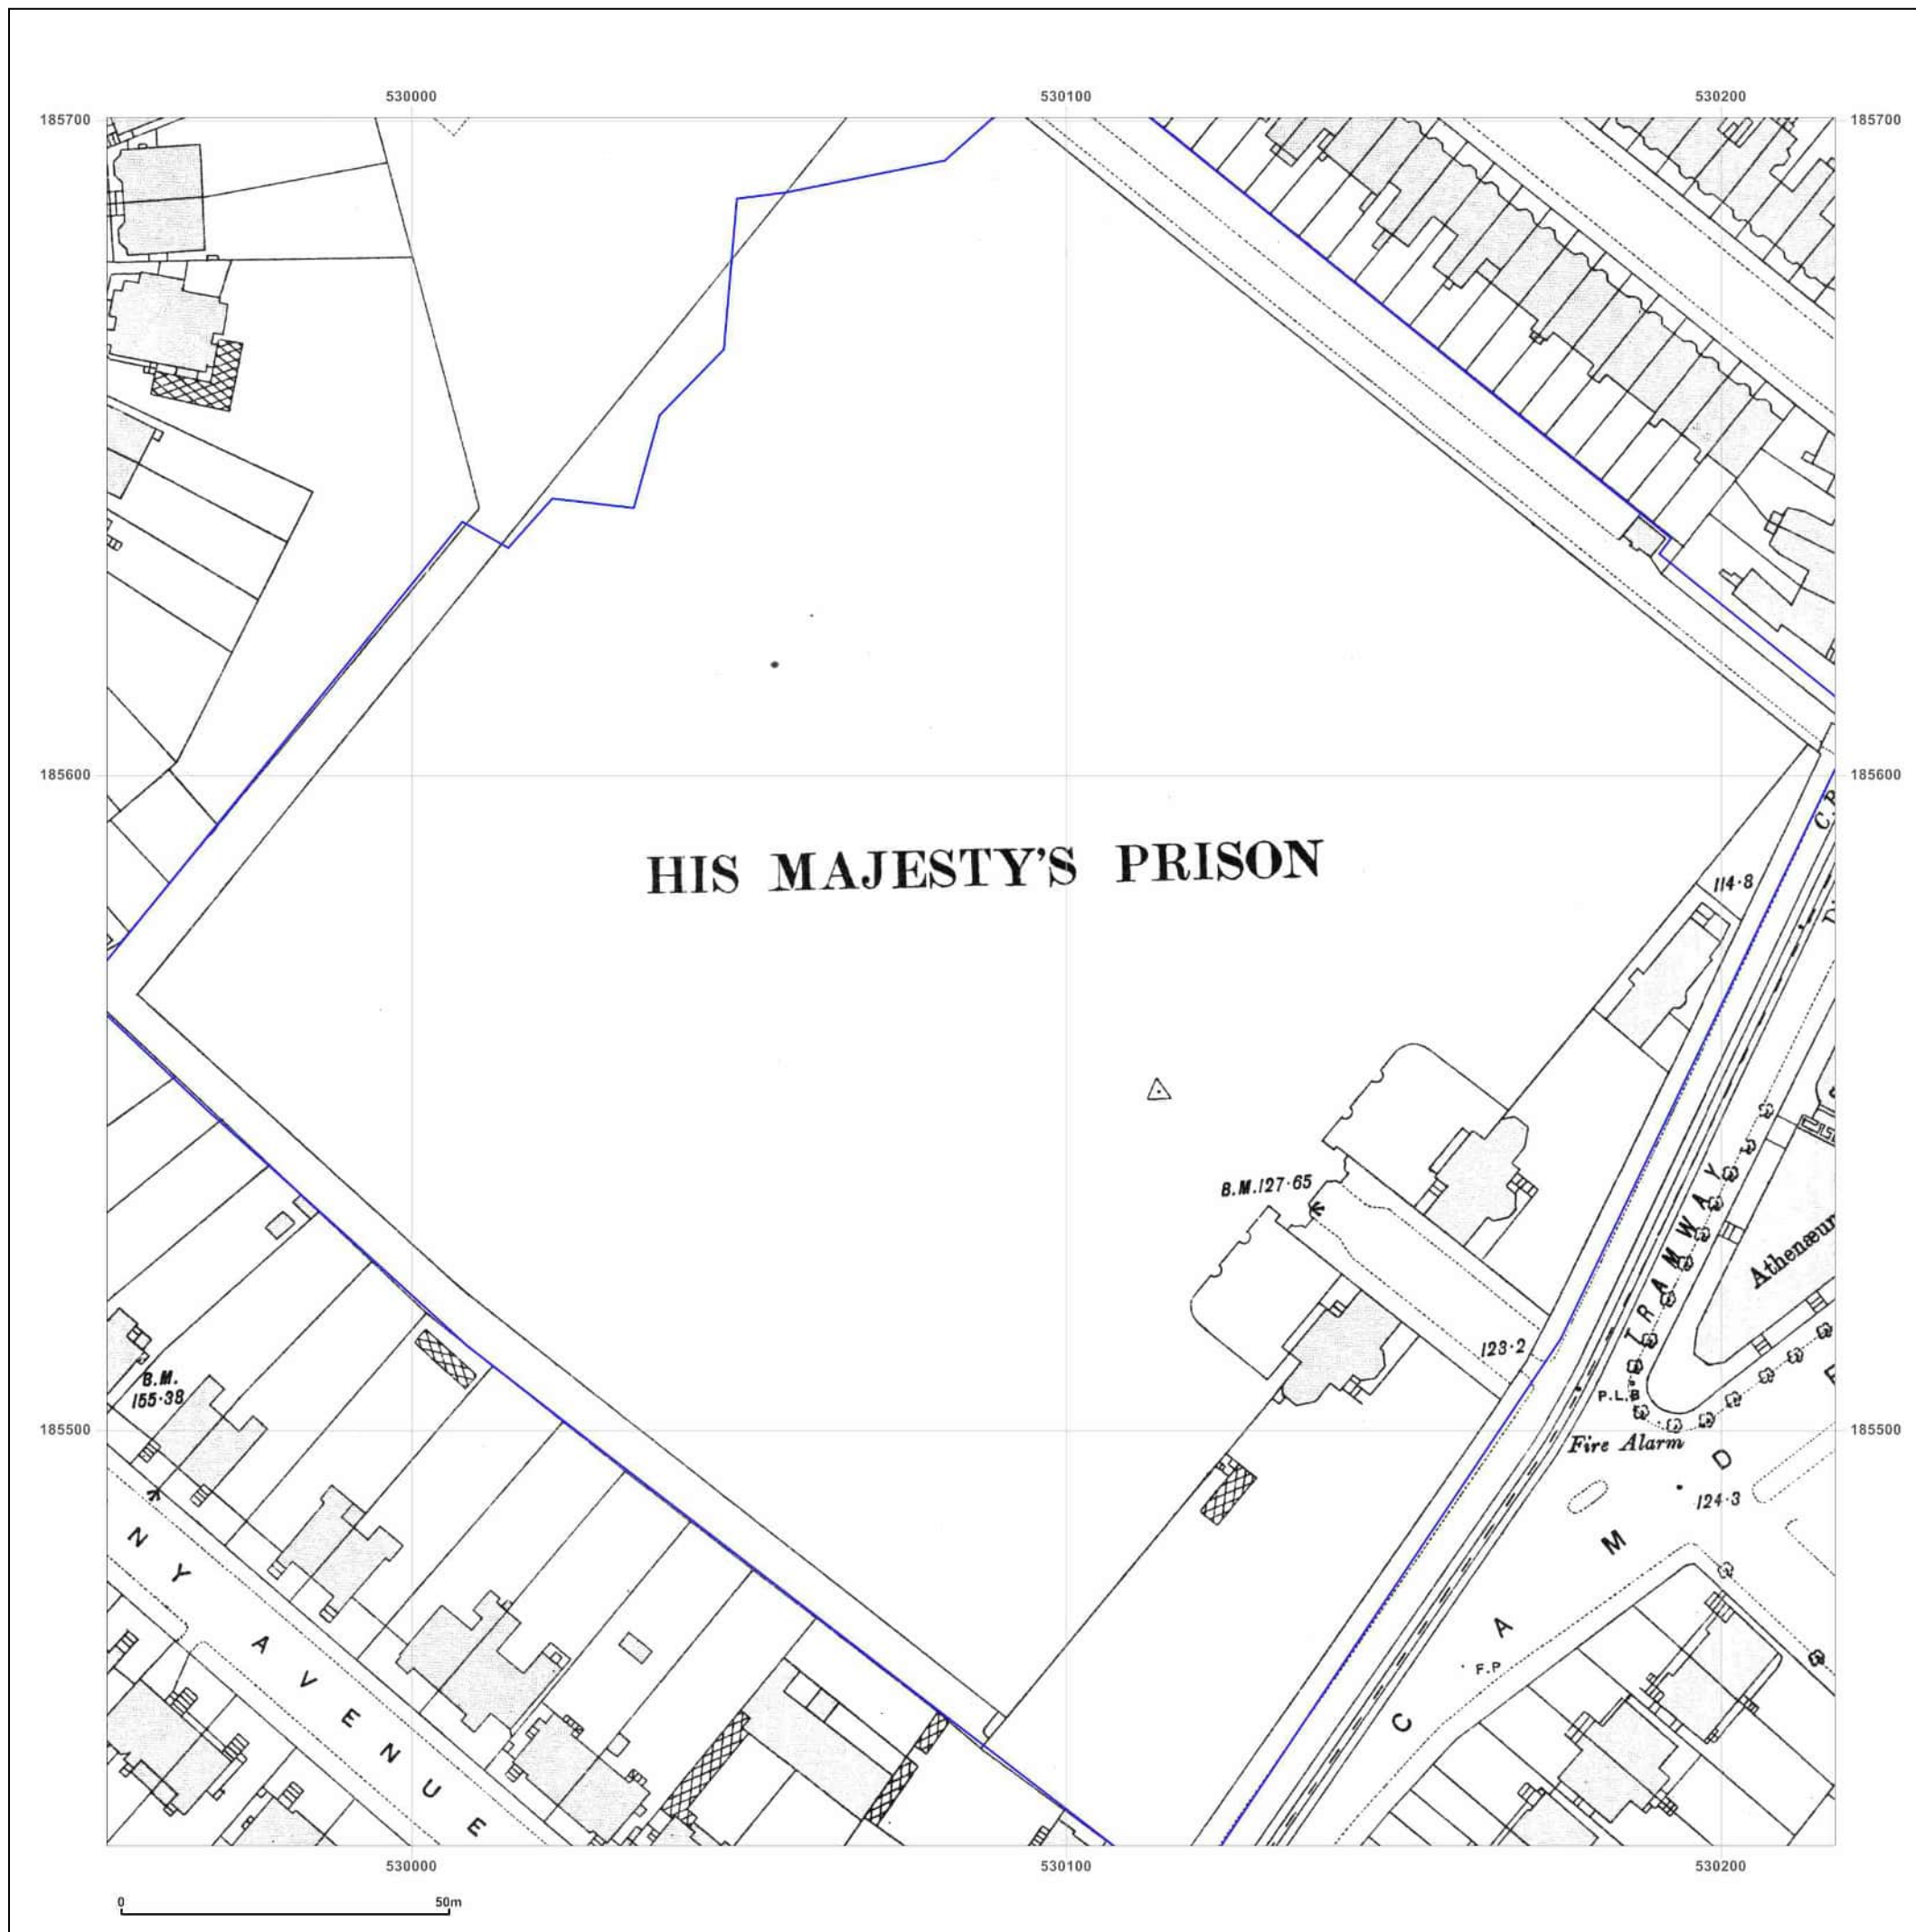 530000 530100 530200
185700 185700
185600 185600
HIS MAJESTY'S PRISON
114·8
TRAMWAY
B.M.127·65
Athenæum
123·2
P.L.B
B.M.
155·38
185500 185500
Fire Alarm
124·3
NY AVENUE
CAMD
F.P
530000 530100 530200
0 50m